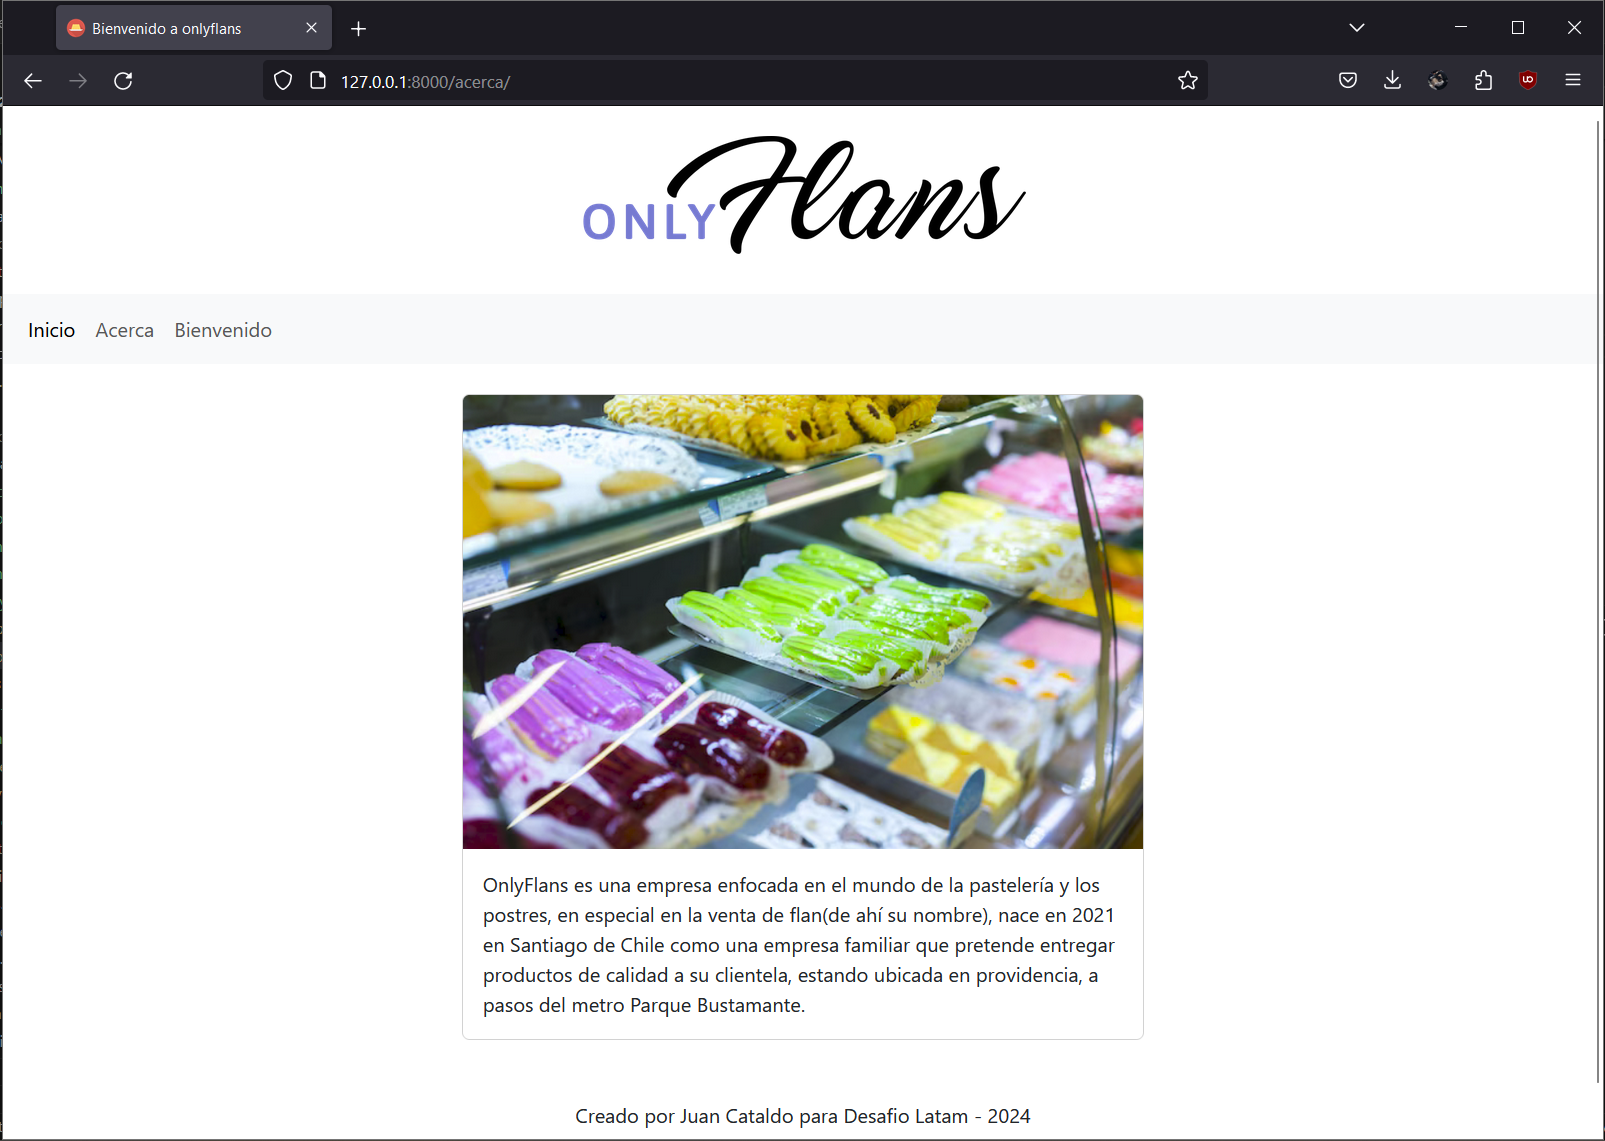 Bienvenido a onlyflans
127.0.0.1:8000/acerca/
ONLY Flans
Inicio Acerca Bienvenido
OnlyFlans es una empresa enfocada en el mundo de la pastelería y los
postres, en especial en la venta de flan(de ahí su nombre), nace en 2021
en Santiago de Chile como una empresa familiar que pretende entregar
productos de calidad a su clientela, estando ubicada en providencia, a
pasos del metro Parque Bustamante.
Creado por Juan Cataldo para Desafio Latam - 2024